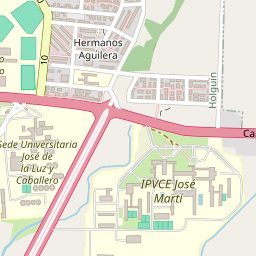 Hermanos
Aguilera
10
Holguín
Ca
Sede Universitaria
José de
la Luz y
Caballero
IPVCE José
Martí